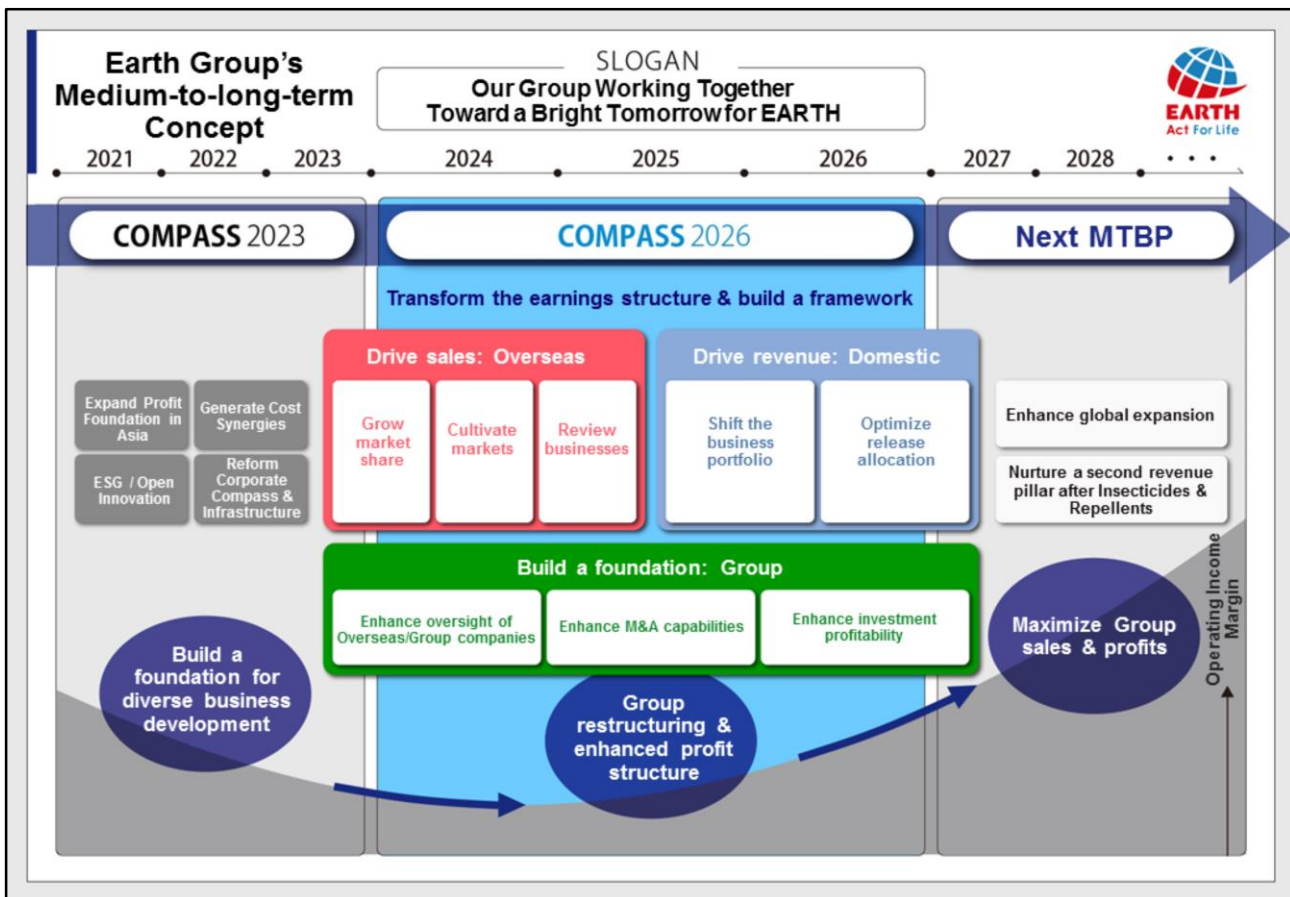 Earth Group's
Medium-to-long-term
Concept
SLOGAN
Our Group Working Together
Toward a Bright Tomorrow for EARTH
EARTH
Act For Life
2021
2022
2023
2024
2025
2026
2027
2028
• • •
COMPASS 2023
COMPASS 2026
Next MTBP
Transform the earnings structure & build a framework
Expand Profit
Foundation in
Asia
Generate Cost
Synergies
ESG / Open
Innovation
Reform
Corporate
Compass &
Infrastructure
Drive sales: Overseas
Grow
market
share
Cultivate
markets
Review
businesses
Drive revenue: Domestic
Shift the
business
portfolio
Optimize
release
allocation
Enhance global expansion
Nurture a second revenue
pillar after Insecticides &
Repellents
Build a foundation: Group
Enhance oversight of
Overseas/Group companies
Enhance M&A capabilities
Enhance investment
profitability
Build a
foundation for
diverse business
development
Group
restructuring &
enhanced profit
structure
Maximize Group
sales & profits
Operating Income
Margin